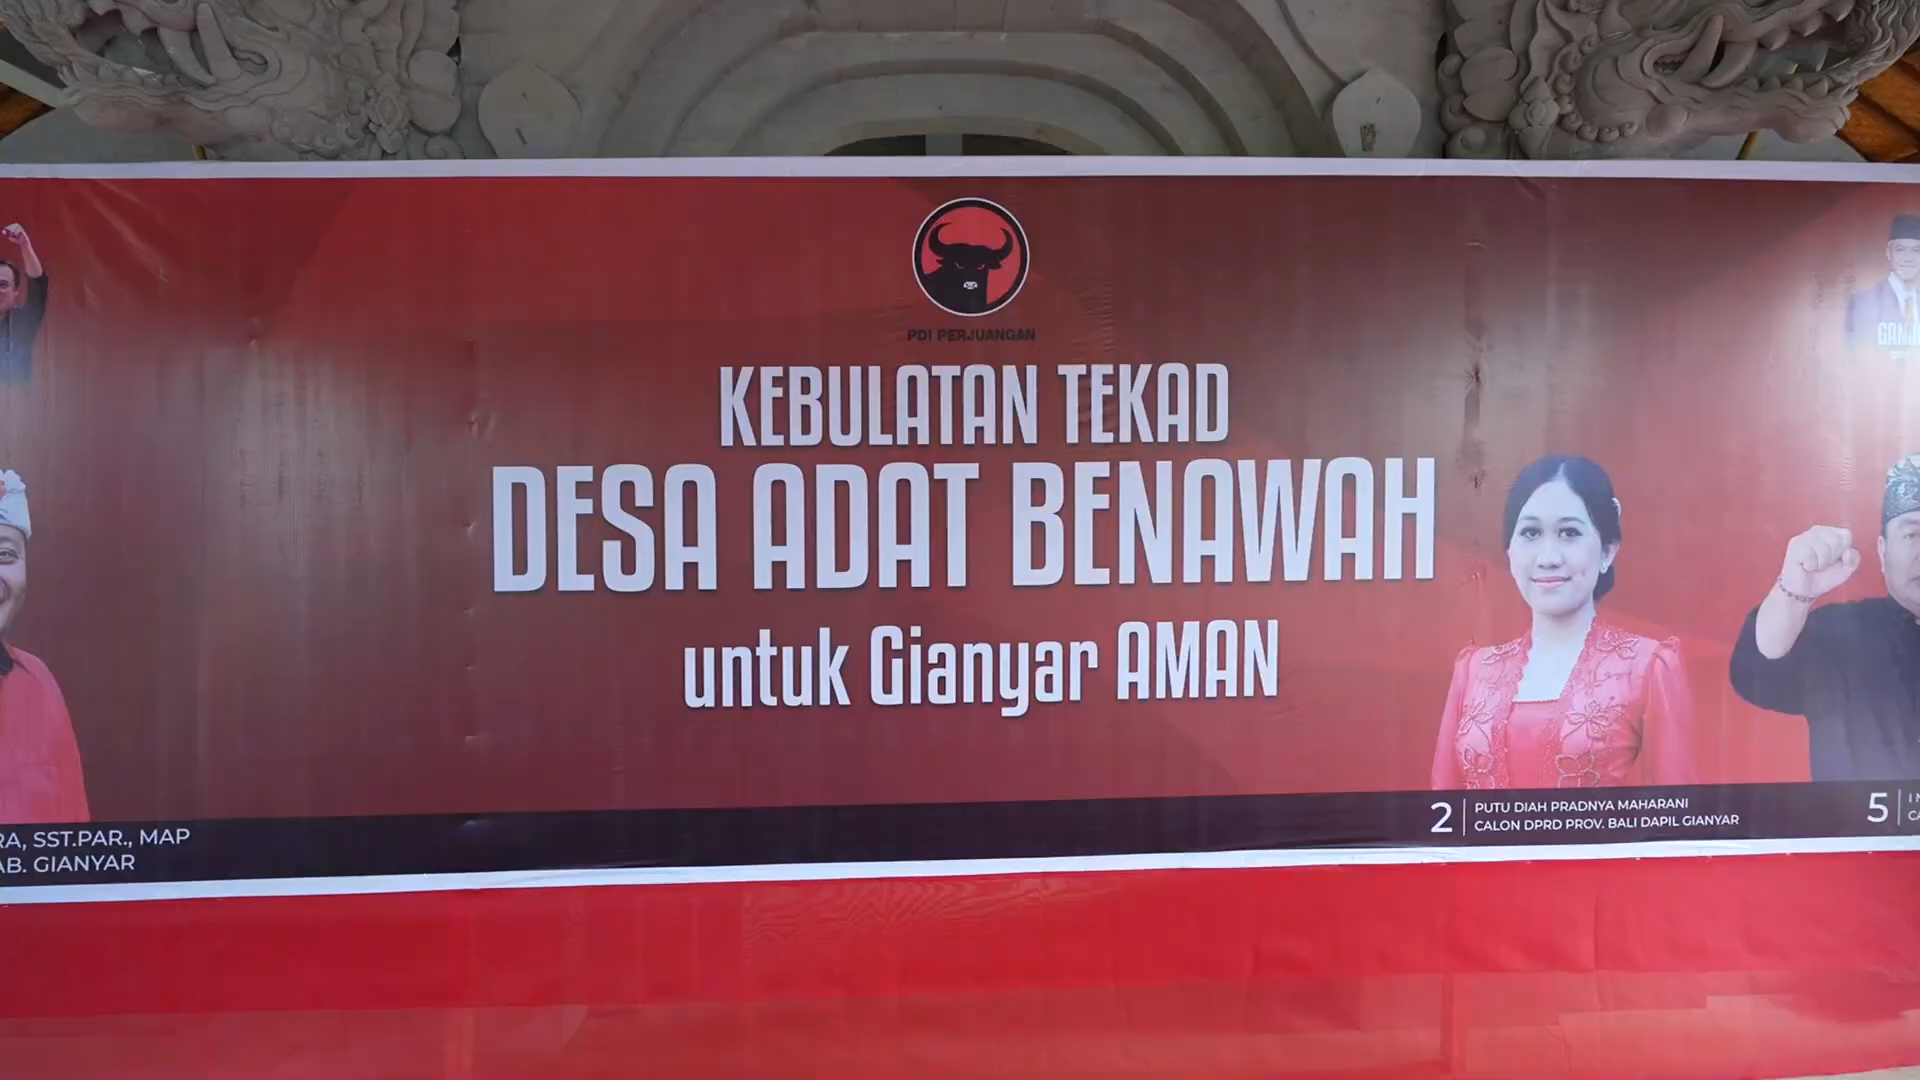 PDI PERJUANGAN
KEBULATAN TEKAD
DESA ADAT BENAWAH
untuk Gianyar AMAN
RA, SST.PAR., MAP
AB. GIANYAR
2
PUTU DIAH PRADNYA MAHARANI
CALON DPRD PROV. BALI DAPIL GIANYAR
5